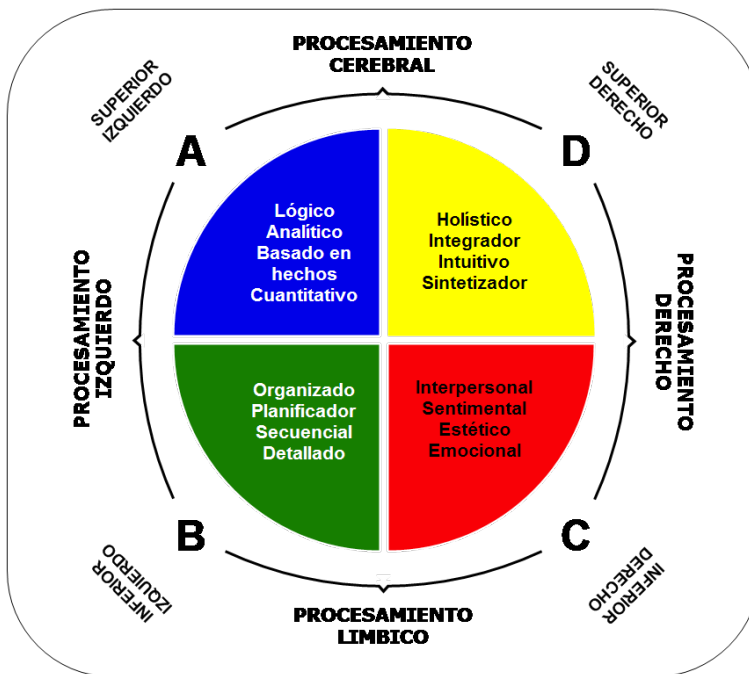 PROCESAMIENTO
CEREBRAL
SUPERIOR
IZQUIERDO
SUPERIOR
DERECHO
A
D
Lógico
Analítico
Basado en
hechos
Cuantitativo
Holístico
Integrador
Intuitivo
Sintetizador
PROCESAMIENTO
IZQUIERDO
PROCESAMIENTO
DERECHO
Organizado
Planificador
Secuencial
Detallado
Interpersonal
Sentimental
Estético
Emocional
B
C
INFERIOR
IZQUIERDO
INFERIOR
DERECHO
PROCESAMIENTO
LIMBICO